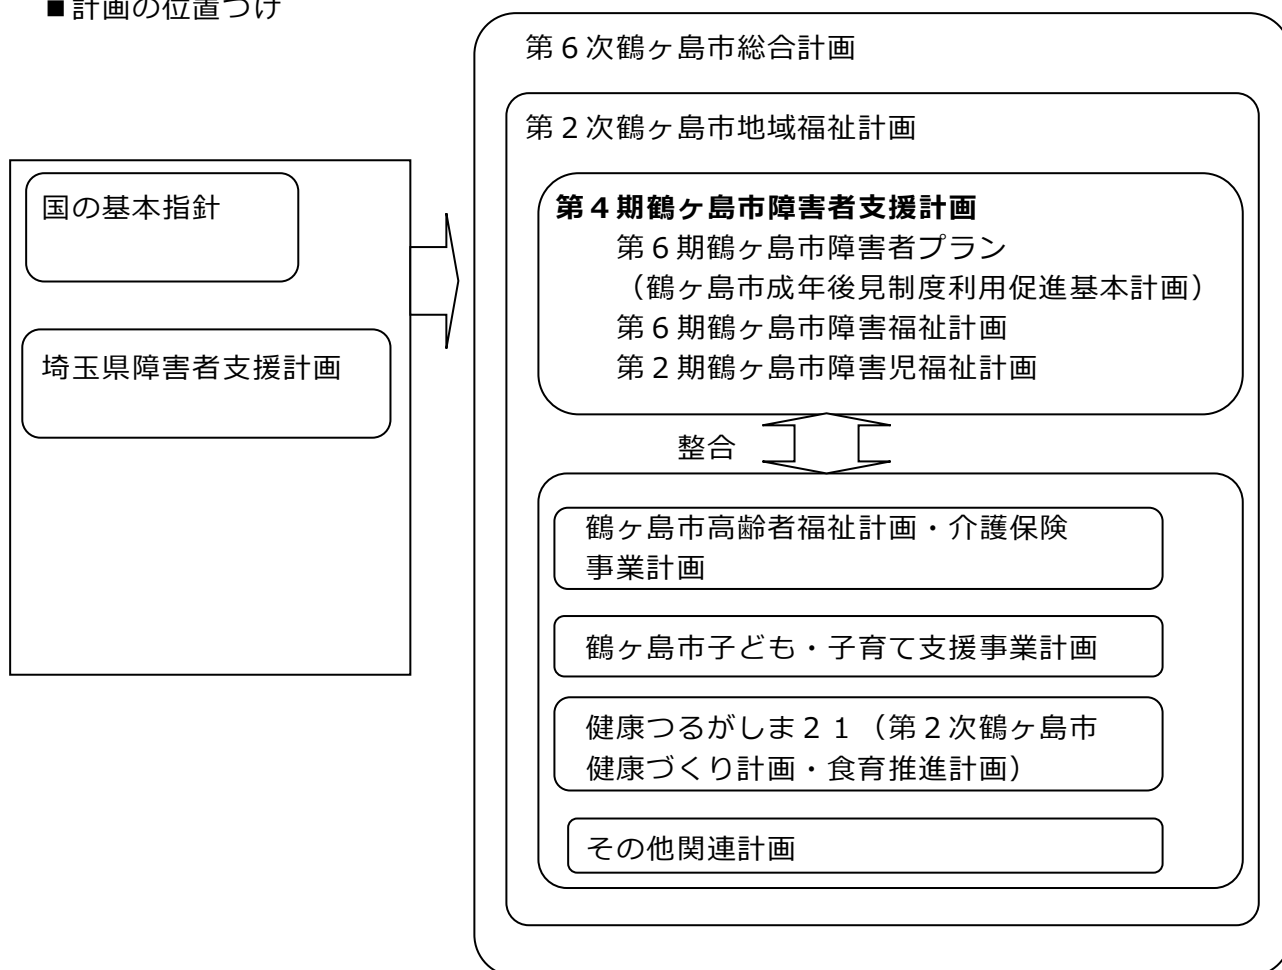 ■計画の位置づけ
第６次鶴ヶ島市総合計画
第２次鶴ヶ島市地域福祉計画
国の基本指針
埼玉県障害者支援計画
第４期鶴ヶ島市障害者支援計画
第６期鶴ヶ島市障害者プラン
（鶴ヶ島市成年後見制度利用促進基本計画）
第６期鶴ヶ島市障害福祉計画
第２期鶴ヶ島市障害児福祉計画
整合
鶴ヶ島市高齢者福祉計画・介護保険
事業計画
鶴ヶ島市子ども・子育て支援事業計画
健康つるがしま２１（第２次鶴ヶ島市
健康づくり計画・食育推進計画）
その他関連計画